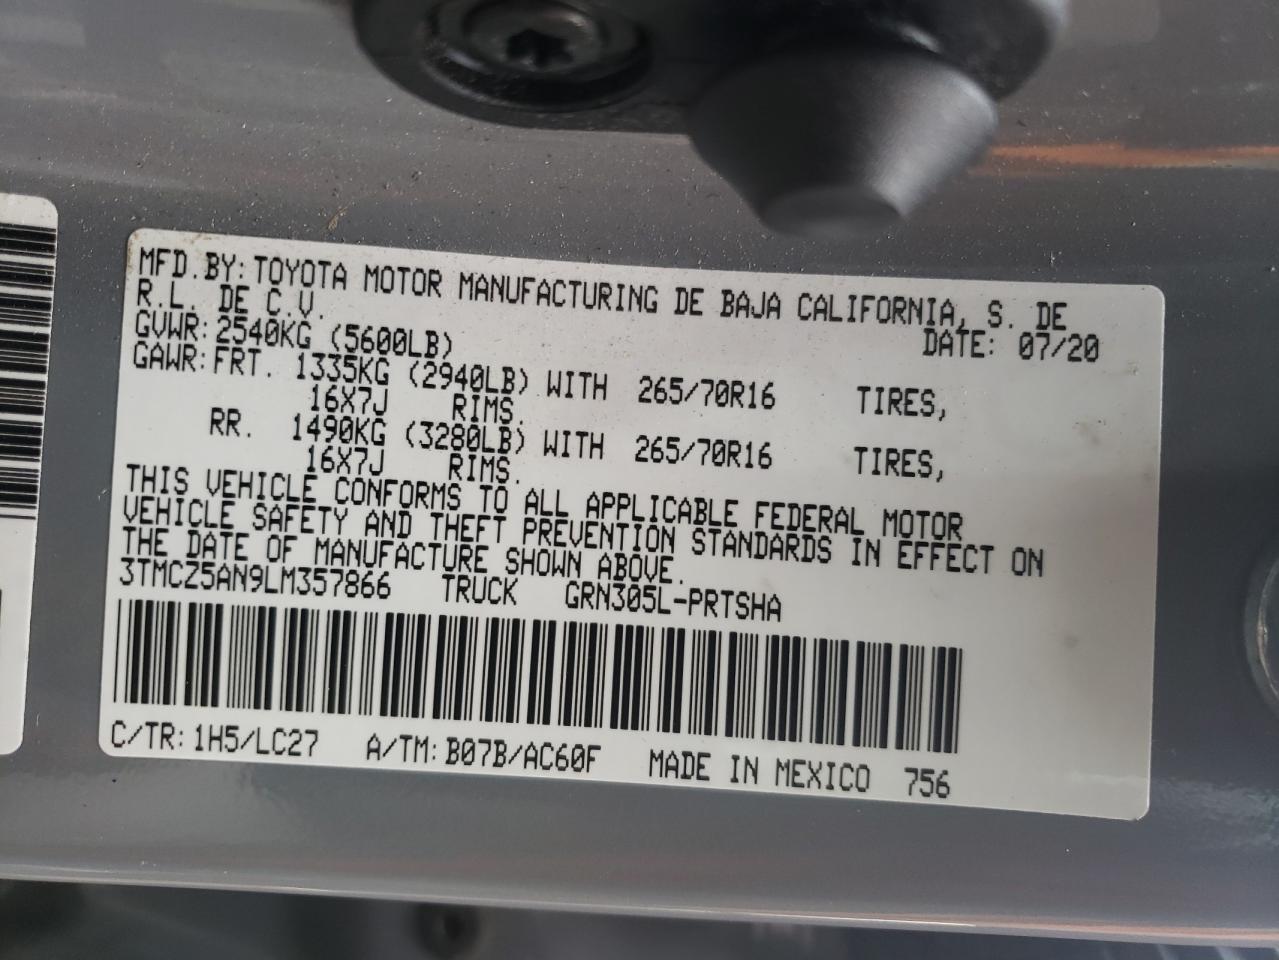 MFD.BY: TOYOTA MOTOR MANUFACTURING DE BAJA CALIFORNIA, S. DE
R.L. DE C.V.
GVWR: 2540KG (5600LB) DATE: 07/20
GAWR: FRT. 1335KG (2940LB) WITH 265/70R16 TIRES,
16X7J RIMS.
RR. 1490KG (3280LB) WITH 265/70R16 TIRES,
16X7J RIMS.
THIS VEHICLE CONFORMS TO ALL APPLICABLE FEDERAL MOTOR
VEHICLE SAFETY AND THEFT PREVENTION STANDARDS IN EFFECT ON
THE DATE OF MANUFACTURE SHOWN ABOVE.
3TMCZ5AN9LM357866 TRUCK GRN305L-PRTSHA
C/TR: 1H5/LC27 A/TM: B07B/AC60F MADE IN MEXICO 756